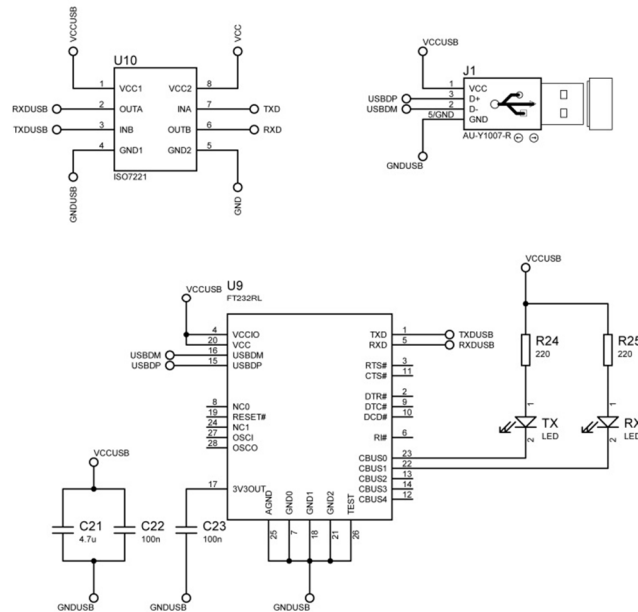 VCCUSB
VCC
U10
1 VCC1 VCC2 8
RXDUSB 2 OUTA INA 7 TXD
TXDUSB 3 INB OUTB 6 RXD
4 GND1 GND2 5
ISO7221
GNDUSB
GND
VCCUSB
J1
1 VCC
USBDP 3 D+
USBDM 2 D-
5/GND GND
AU-Y1007-R
GNDUSB
VCCUSB
U9
FT232RL
4 VCCIO
20 VCC
USBDM 16 USBDM
USBDP 15 USBDP
8 NC0
19 RESET#
24 NC1
27 OSCI
28 OSCO
17 3V3OUT
TXD 1 TXDUSB
RXD 5 RXDUSB
RTS# 3
CTS# 11
DTR# 2
DTC# 9
DCD# 10
RI# 6
CBUS0 23
CBUS1 22
CBUS2 13
CBUS3 14
CBUS4 12
AGND GND0 GND1 GND2 TEST
25 7 18 21 26
GNDUSB
VCCUSB
R24
220
R25
220
1
TX
LED
2
1
RX
LED
2
VCCUSB
C21
4.7u
C22
100n
GNDUSB
C23
100n
GNDUSB